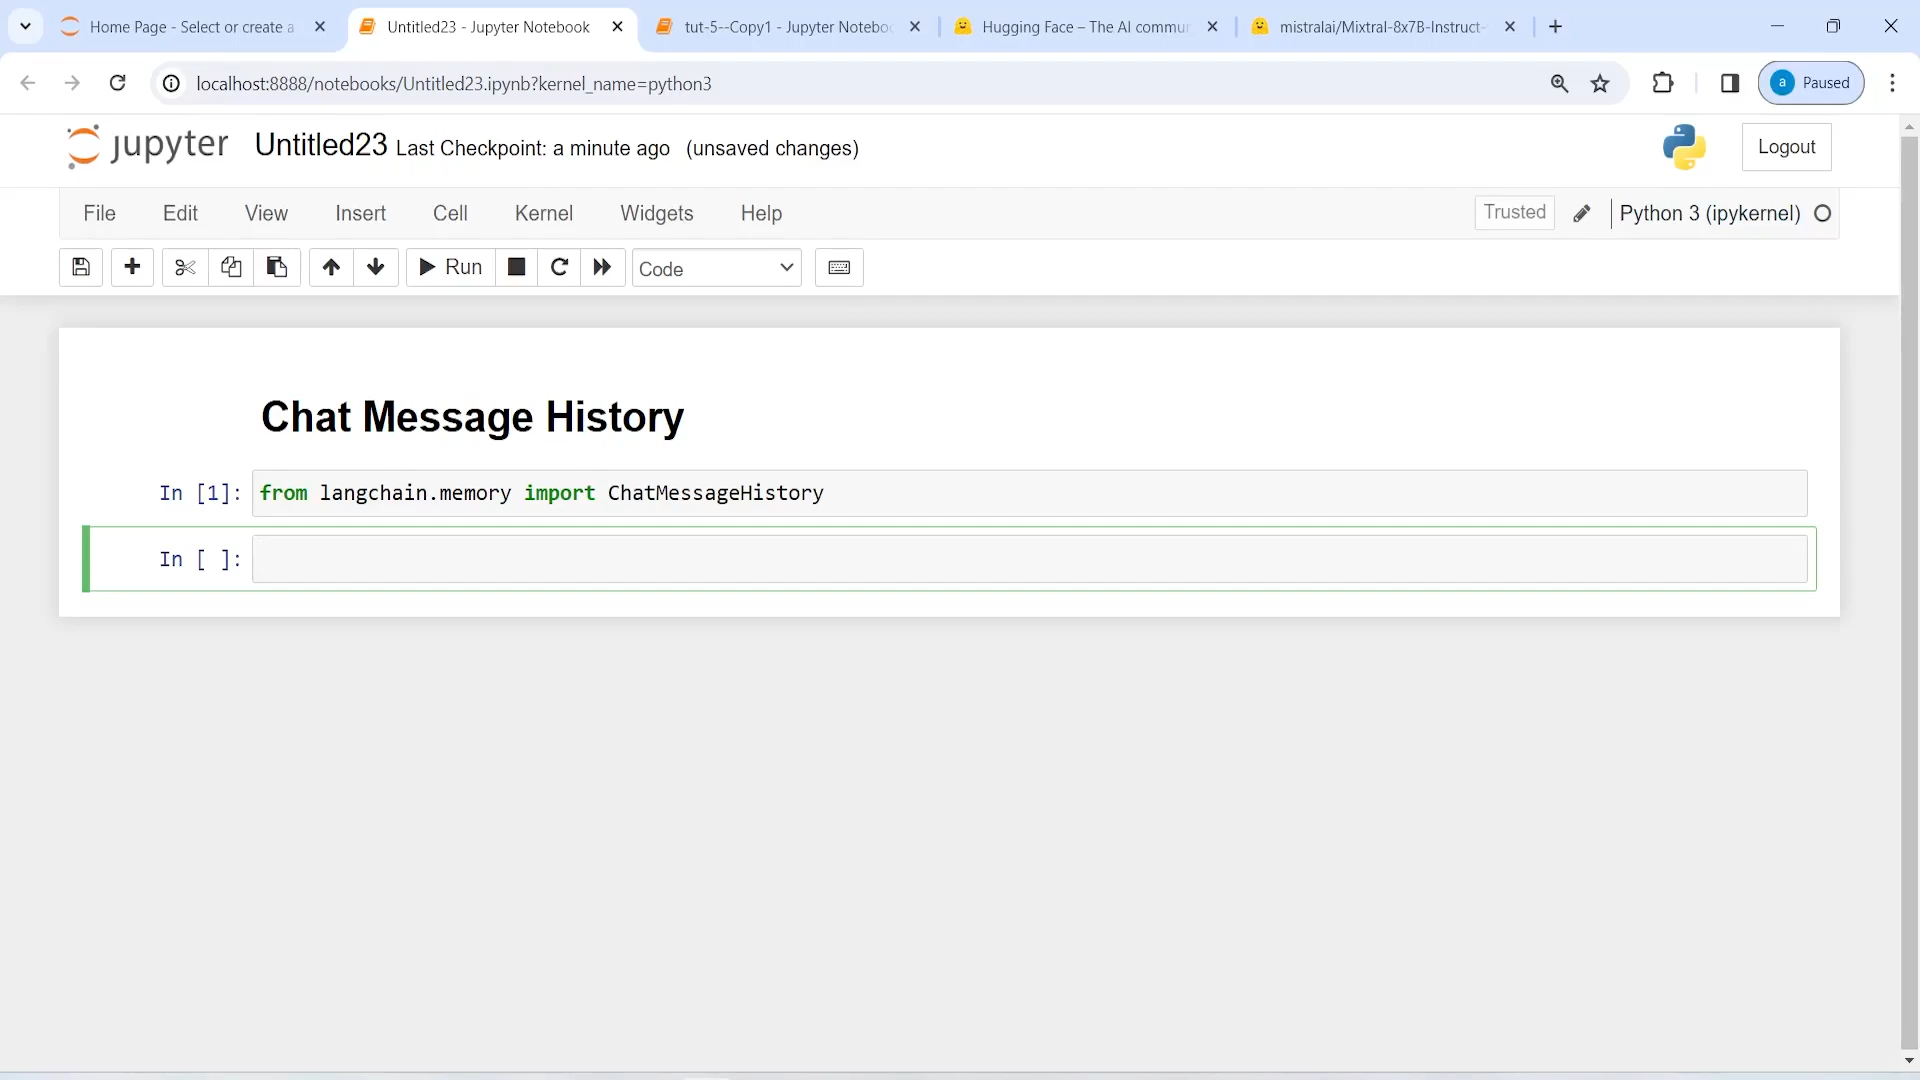 Home Page - Select or create a
Untitled23 - Jupyter Notebook
tut-5--Copy1 - Jupyter Noteboo
Hugging Face – The AI commun
mistralai/Mixtral-8x7B-Instruct-
localhost:8888/notebooks/Untitled23.ipynb?kernel_name=python3
a Paused
jupyter Untitled23 Last Checkpoint: a minute ago (unsaved changes)
Logout
File Edit View Insert Cell Kernel Widgets Help
Trusted Python 3 (ipykernel)
Run Code
Chat Message History
In [1]: from langchain.memory import ChatMessageHistory
In [ ]: